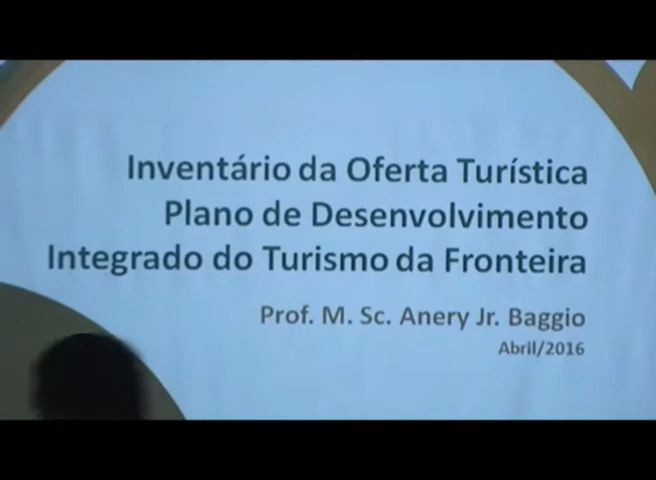 Inventário da Oferta Turística
Plano de Desenvolvimento
Integrado do Turismo da Fronteira
Prof. M. Sc. Anery Jr. Baggio
Abril/2016